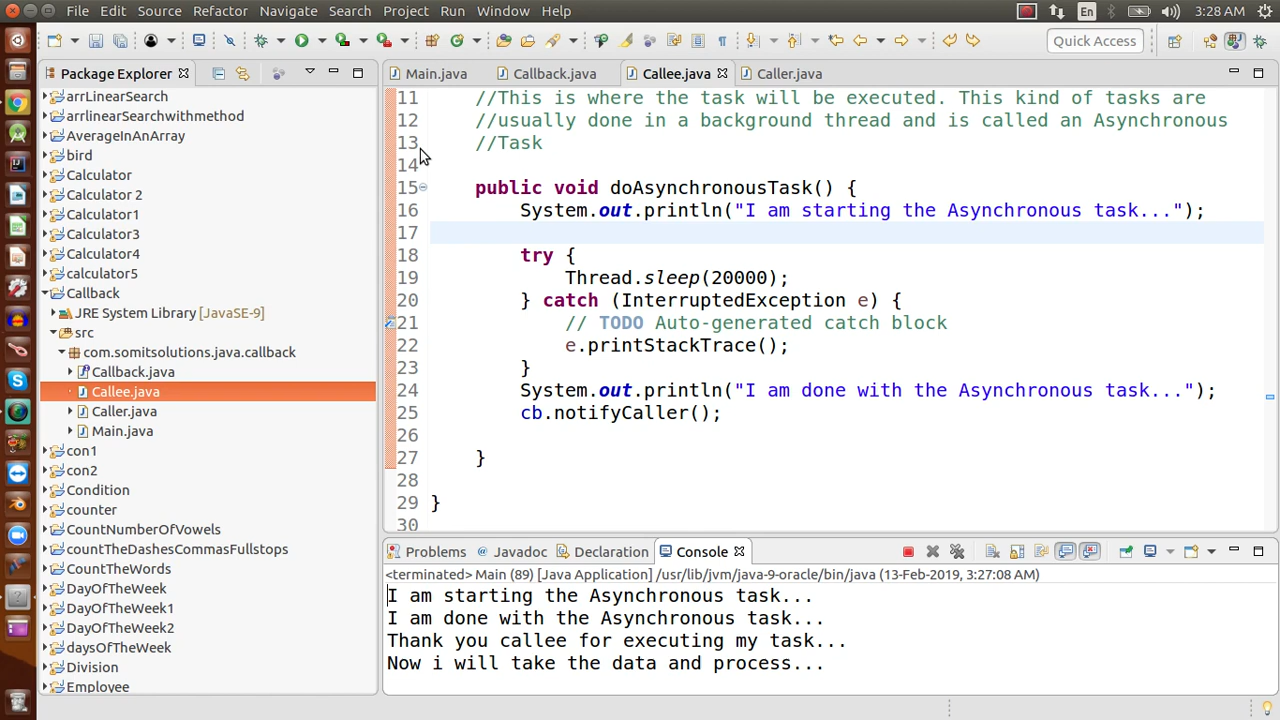 File Edit Source Refactor Navigate Search Project Run Window Help
En 3:28 AM
Quick Access
Package Explorer
Main.java Callback.java Callee.java Caller.java
arrLinearSearch
arrlinearSearchwithmethod
AverageInAnArray
bird
Calculator
Calculator 2
Calculator1
Calculator3
Calculator4
calculator5
Callback
JRE System Library [JavaSE-9]
src
com.somitsolutions.java.callback
Callback.java
Callee.java
Caller.java
Main.java
con1
con2
Condition
counter
CountNumberOfVowels
countTheDashesCommasFullstops
CountTheWords
DayOfTheWeek
DayOfTheWeek1
DayOfTheWeek2
daysOfTheWeek
Division
Employee
11 //This is where the task will be executed. This kind of tasks are
12 //usually done in a background thread and is called an Asynchronous
13 //Task
14
15 public void doAsynchronousTask() {
16 System.out.println("I am starting the Asynchronous task...");
17
18 try {
19 Thread.sleep(20000);
20 } catch (InterruptedException e) {
21 // TODO Auto-generated catch block
22 e.printStackTrace();
23 }
24 System.out.println("I am done with the Asynchronous task...");
25 cb.notifyCaller();
26
27 }
28
29 }
30
Problems Javadoc Declaration Console
<terminated> Main (89) [Java Application] /usr/lib/jvm/java-9-oracle/bin/java (13-Feb-2019, 3:27:08 AM)
I am starting the Asynchronous task...
I am done with the Asynchronous task...
Thank you callee for executing my task...
Now i will take the data and process...